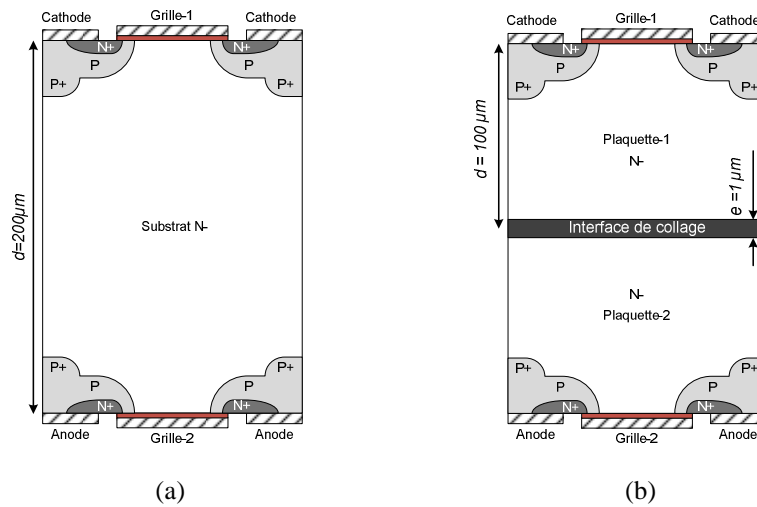 Cathode Grille-1 Cathode
N+ N+
P P
P+ P+
d=200µm
Substrat N-
P+ P+
P P
N+ N+
Anode Grille-2 Anode
(a)
Cathode Grille-1 Cathode
N+ N+
P P
P+ P+
d = 100 µm
Plaquette-1
N-
e =1 µm
Interface de collage
N-
Plaquette-2
P+ P+
P P
N+ N+
Anode Grille-2 Anode
(b)